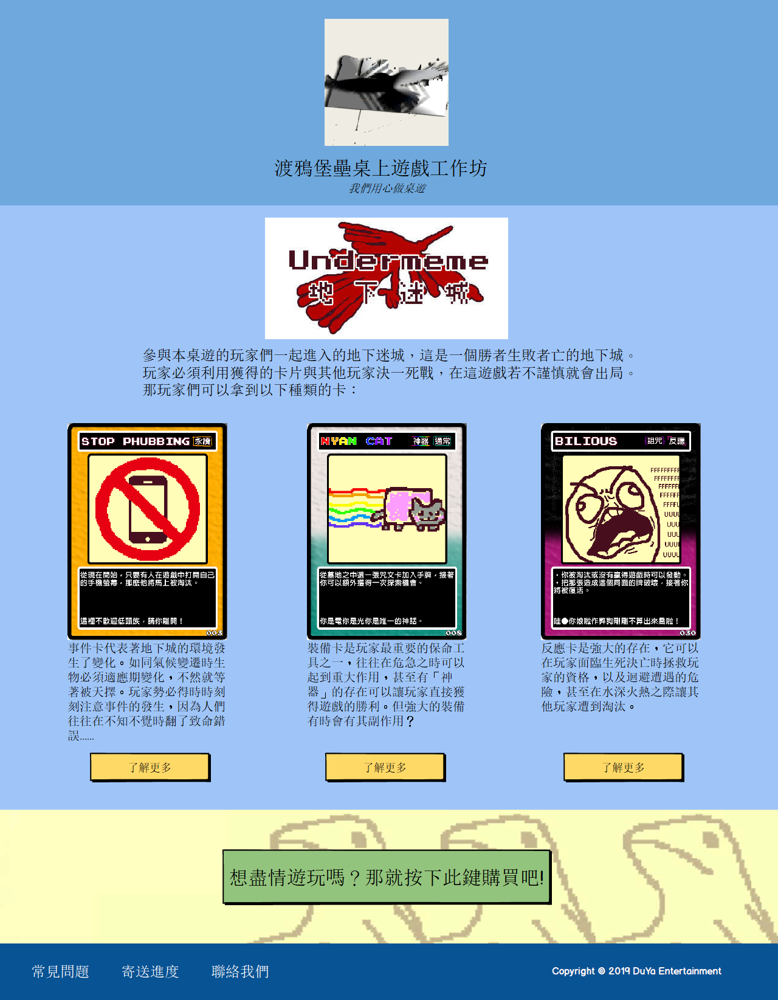 渡鴉堡壘桌上遊戲工作坊
我們用心做桌遊
Undermeme
地下迷城
參與本桌遊的玩家們一起進入的地下迷城，這是一個勝者生敗者亡的地下城。
玩家必須利用獲得的卡片與其他玩家決一死戰，在這遊戲若不謹慎就會出局。
那玩家們可以拿到以下種類的卡：
STOP PHUBBING 永續
從現在開始，只要有人在遊戲中打開自己
的手機螢幕，那麼他將馬上被淘汰。
這裡不歡迎低頭族，請你離開！
003
事件卡代表著地下城的環境發
生了變化。如同氣候變遷時生
物必須適應期變化，不然就等
著被天擇。玩家勢必得時時刻
刻注意事件的發生，因為人們
往往在不知不覺時翻了致命錯
誤......
了解更多
NYAN CAT 神器 通常
從墓地之中選一張咒文卡加入手牌，接著
你可以額外獲得一次探索機會。
你是電你是光你是唯一的神話。
008
裝備卡是玩家最重要的保命工
具之一，往往在危急之時可以
起到重大作用，甚至有「神
器」的存在可以讓玩家直接獲
得遊戲的勝利。但強大的裝備
有時會有其副作用？
了解更多
BILIOUS 詛咒 反應
FFFFFFFFF
FFFFFFFF
FFFFFFF
FFFFFF
FFFFU
UUUU
UUU
UUU
UUUU
UUUU
・你被淘汰或沒有贏得遊戲時可以發動。
・把那張造成這個局面的牌破壞，接著你
將被復活。
哇●你娘啦作弊狗剛剛不算出來喬啦！
030
反應卡是強大的存在，它可以
在玩家面臨生死決亡時拯救玩
家的資格，以及迴避遭遇的危
險，甚至在水深火熱之際讓其
他玩家遭到淘汰。
了解更多
想盡情遊玩嗎？那就按下此鍵購買吧!
常見問題 寄送進度 聯絡我們
Copyright © 2019 DuYa Entertainment